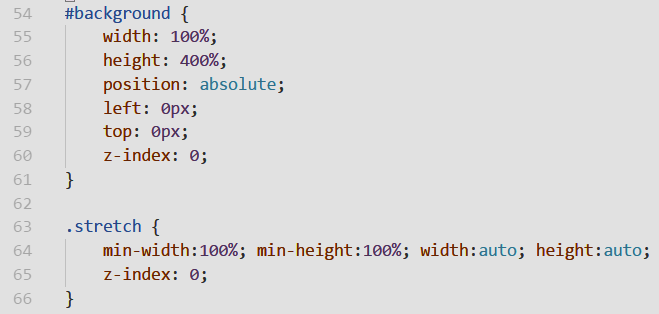 54 #background {
55 width: 100%;
56 height: 400%;
57 position: absolute;
58 left: 0px;
59 top: 0px;
60 z-index: 0;
61 }
62
63 .stretch {
64 min-width:100%; min-height:100%; width:auto; height:auto;
65 z-index: 0;
66 }